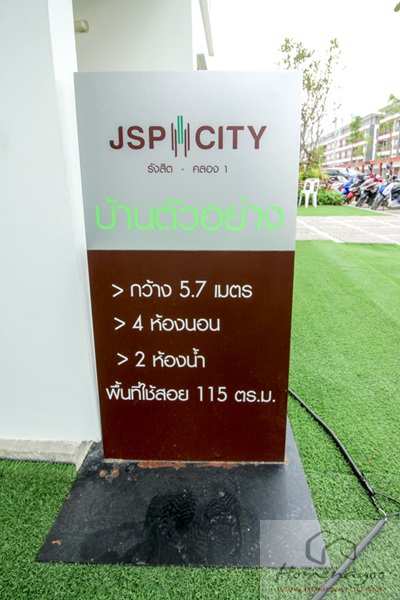 JSP CITY
รังสิต - คลอง 1
บ้านตัวอย่าง
> กว้าง 5.7 เมตร
> 4 ห้องนอน
> 2 ห้องน้ำ
พื้นที่ใช้สอย 115 ตร.ม.